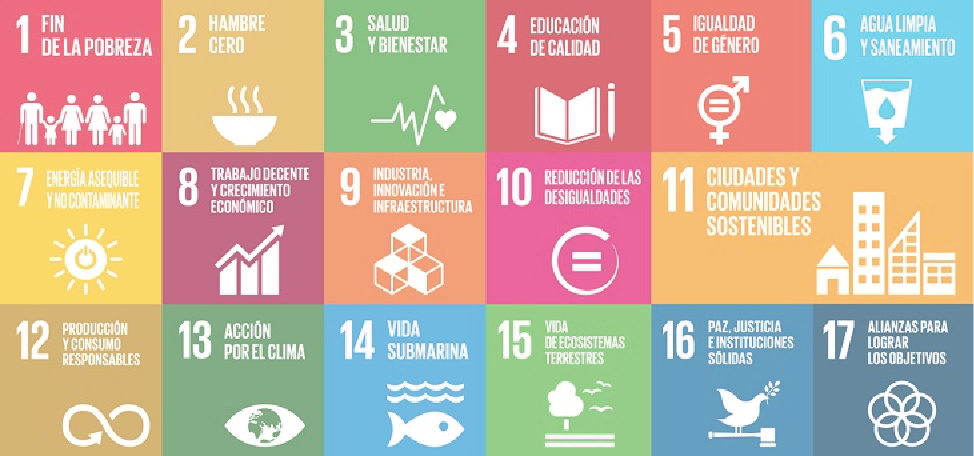 1 FIN
DE LA POBREZA
2 HAMBRE
CERO
3 SALUD
Y BIENESTAR
4 EDUCACIÓN
DE CALIDAD
5 IGUALDAD
DE GÉNERO
6 AGUA LIMPIA
Y SANEAMIENTO
7 ENERGÍA ASEQUIBLE
Y NO CONTAMINANTE
8 TRABAJO DECENTE
Y CRECIMIENTO
ECONÓMICO
9 INDUSTRIA,
INNOVACIÓN E
INFRAESTRUCTURA
10 REDUCCIÓN DE LAS
DESIGUALDADES
11 CIUDADES Y
COMUNIDADES
SOSTENIBLES
12 PRODUCCIÓN
Y CONSUMO
RESPONSABLES
13 ACCIÓN
POR EL CLIMA
14 VIDA
SUBMARINA
15 VIDA
DE ECOSISTEMAS
TERRESTRES
16 PAZ, JUSTICIA
E INSTITUCIONES
SÓLIDAS
17 ALIANZAS PARA
LOGRAR
LOS OBJETIVOS